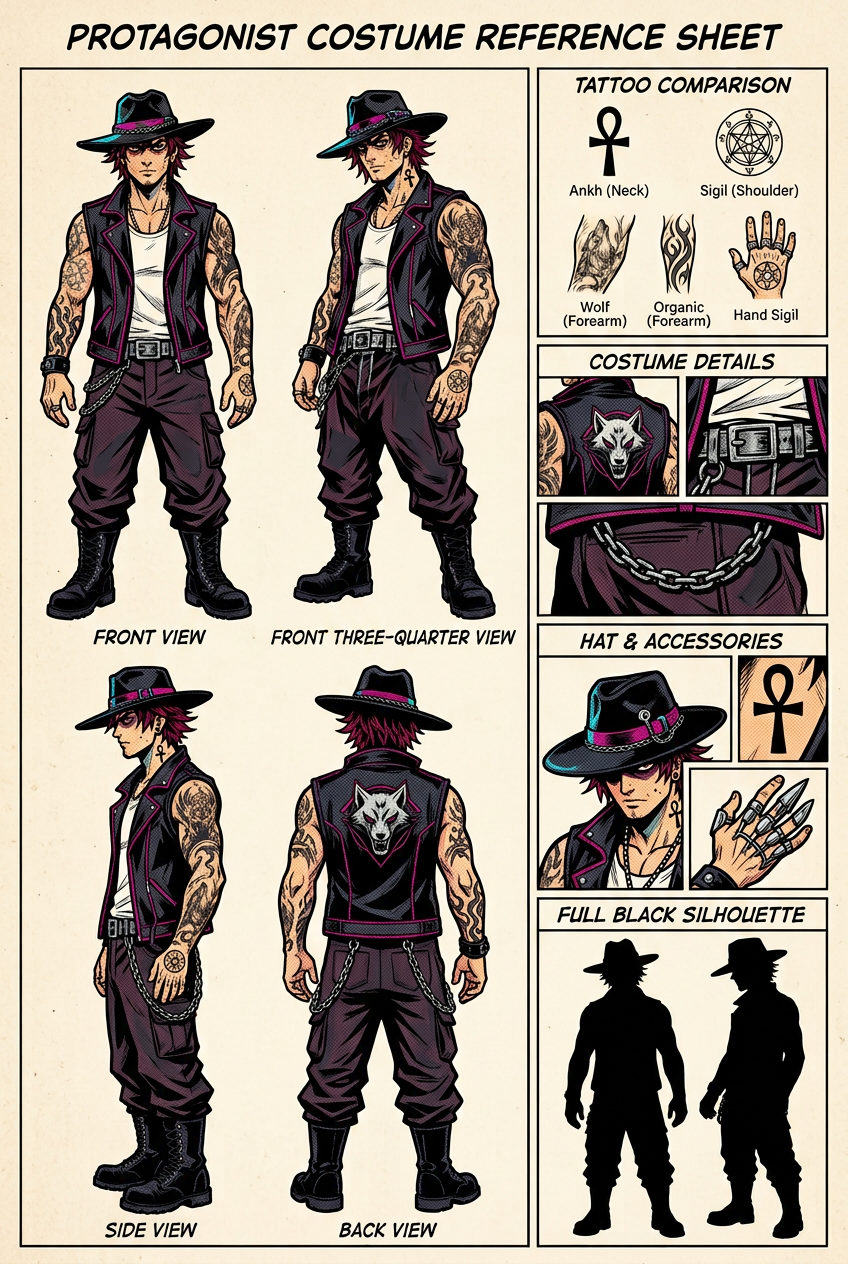 PROTAGONIST COSTUME REFERENCE SHEET
FRONT VIEW
FRONT THREE-QUARTER VIEW
SIDE VIEW
BACK VIEW
TATTOO COMPARISON
Ankh (Neck)
Sigil (Shoulder)
Wolf
(Forearm)
Organic
(Forearm)
Hand Sigil
COSTUME DETAILS
HAT & ACCESSORIES
FULL BLACK SILHOUETTE